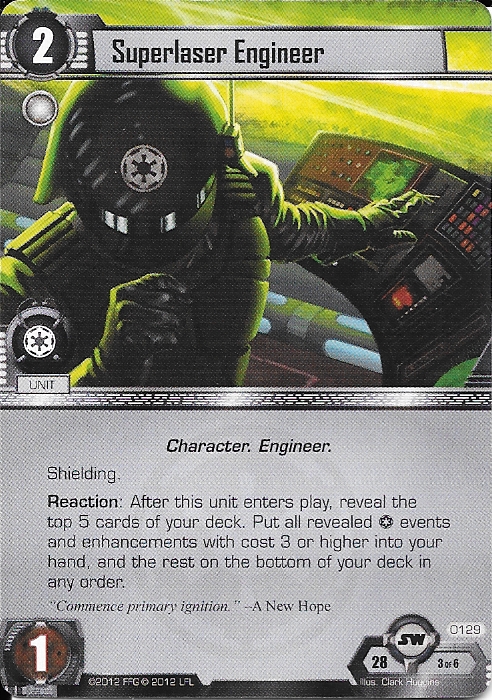 2
Superlaser Engineer
UNIT
Character. Engineer.
Shielding.
Reaction: After this unit enters play, reveal the
top 5 cards of your deck. Put all revealed events
and enhancements with cost 3 or higher into your
hand, and the rest on the bottom of your deck in
any order.
“Commence primary ignition.” –A New Hope
0129
SW
1
28
3 of 6
©2012 FFG © 2012 LFL
Illus. Clark Huggins